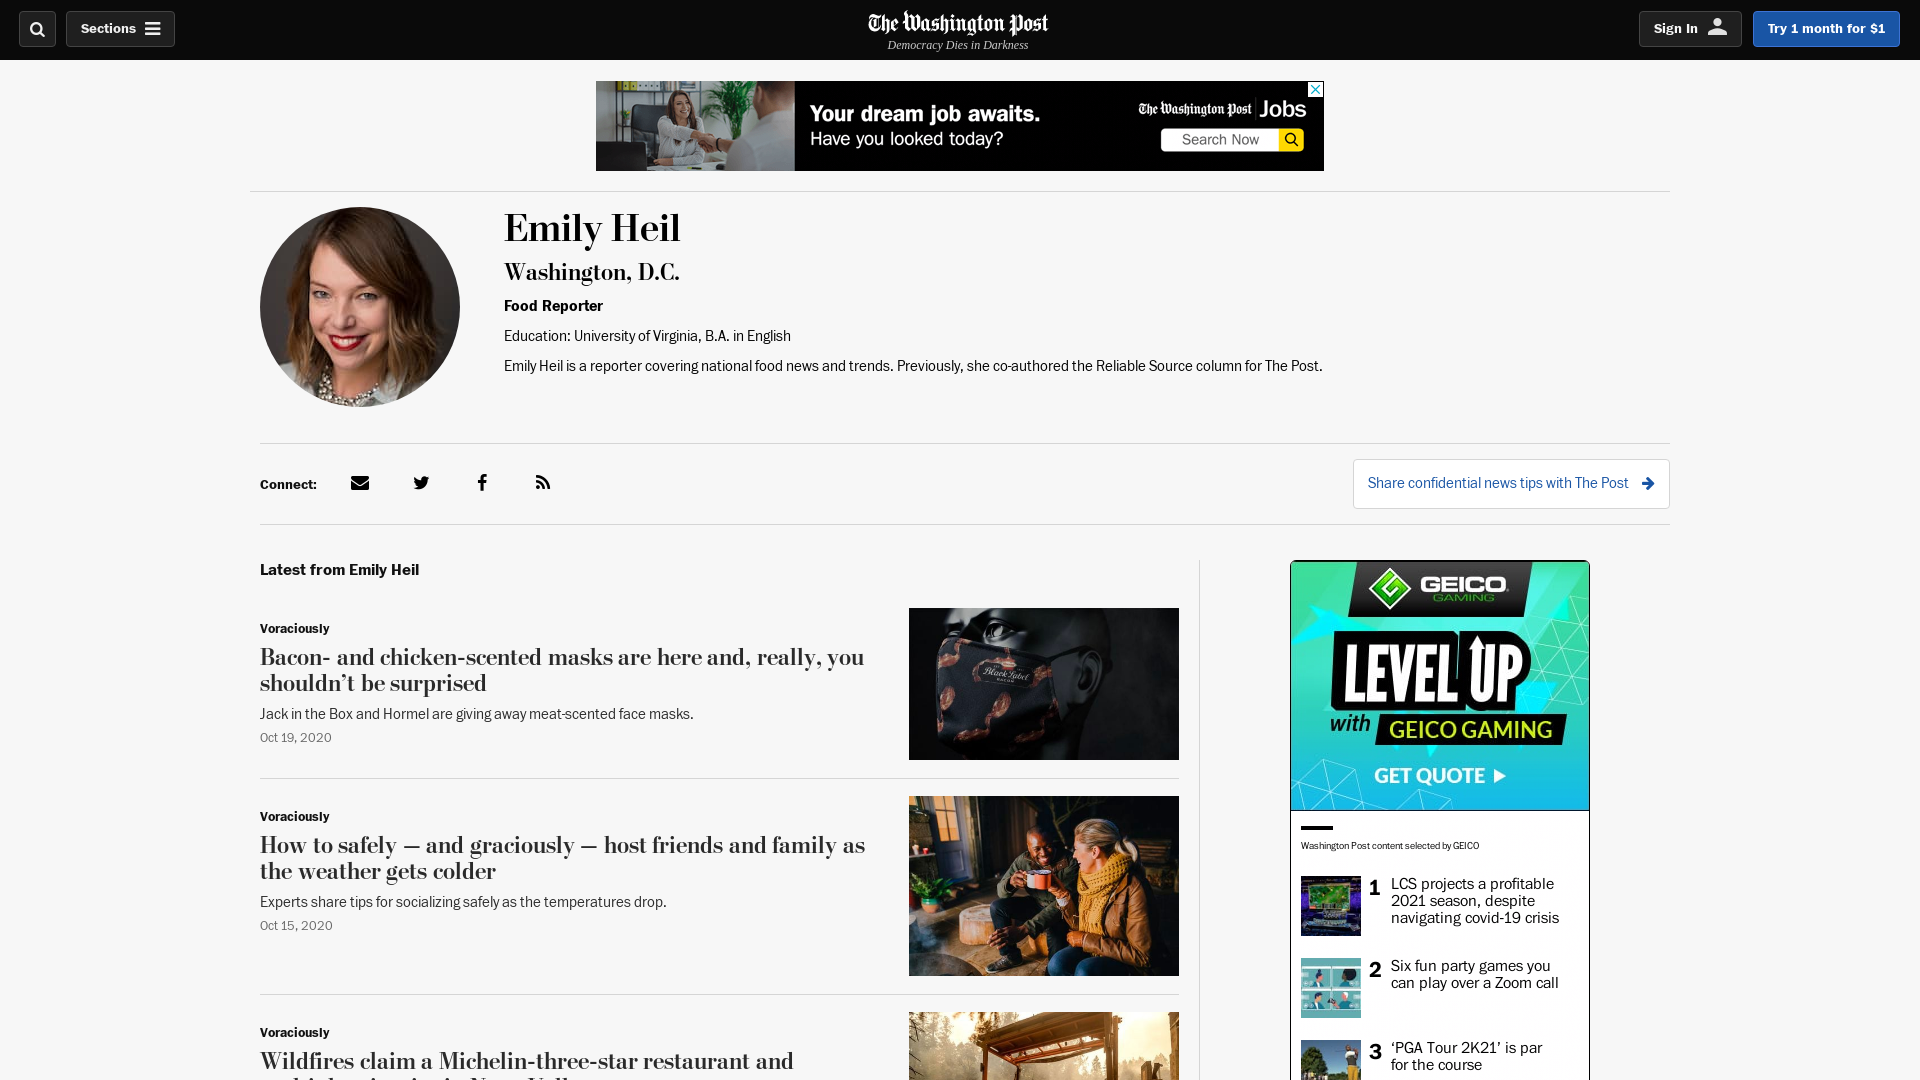 Sections
The Washington Post
Democracy Dies in Darkness
Sign In
Try 1 month for $1
Your dream job awaits.
Have you looked today?
The Washington Post Jobs
Search Now
Emily Heil
Washington, D.C.
Food Reporter
Education: University of Virginia, B.A. in English
Emily Heil is a reporter covering national food news and trends. Previously, she co-authored the Reliable Source column for The Post.
Connect:
Share confidential news tips with The Post
Latest from Emily Heil
Voraciously
Bacon- and chicken-scented masks are here and, really, you
shouldn’t be surprised
Jack in the Box and Hormel are giving away meat-scented face masks.
Oct 19, 2020
Black Label
BACON
Voraciously
How to safely — and graciously — host friends and family as
the weather gets colder
Experts share tips for socializing safely as the temperatures drop.
Oct 15, 2020
Voraciously
Wildfires claim a Michelin-three-star restaurant and
GEICO
GAMING
LEVEL UP
with GEICO GAMING
GET QUOTE
Washington Post content selected by GEICO
1 LCS projects a profitable
2021 season, despite
navigating covid-19 crisis
2 Six fun party games you
can play over a Zoom call
3 ‘PGA Tour 2K21’ is par
for the course